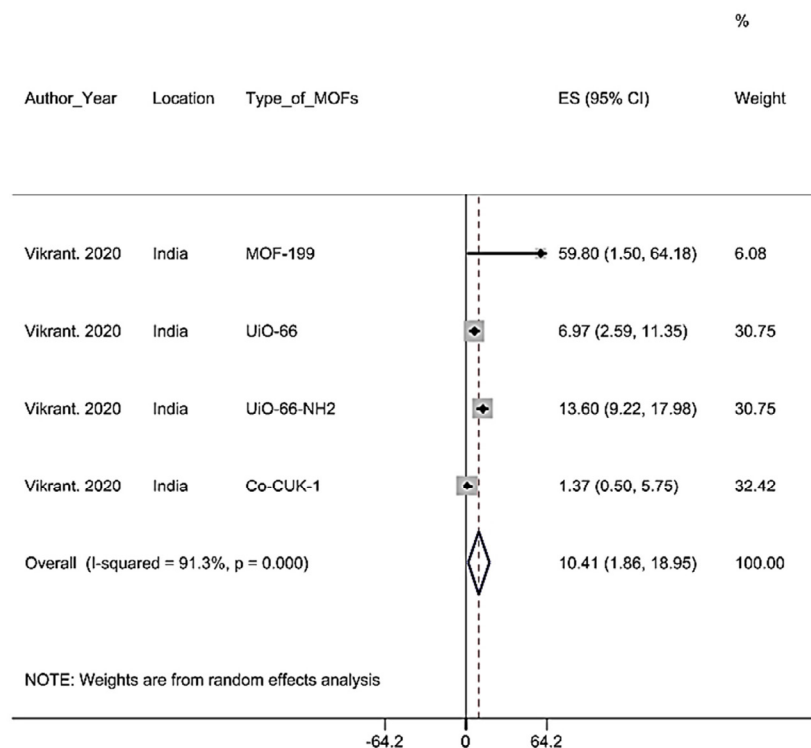 %
Author_Year Location Type_of_MOFs ES (95% CI) Weight
Vikrant. 2020 India MOF-199 59.80 (1.50, 64.18) 6.08
Vikrant. 2020 India UiO-66 6.97 (2.59, 11.35) 30.75
Vikrant. 2020 India UiO-66-NH2 13.60 (9.22, 17.98) 30.75
Vikrant. 2020 India Co-CUK-1 1.37 (0.50, 5.75) 32.42
Overall (I-squared = 91.3%, p = 0.000) 10.41 (1.86, 18.95) 100.00
NOTE: Weights are from random effects analysis
-64.2 0 64.2